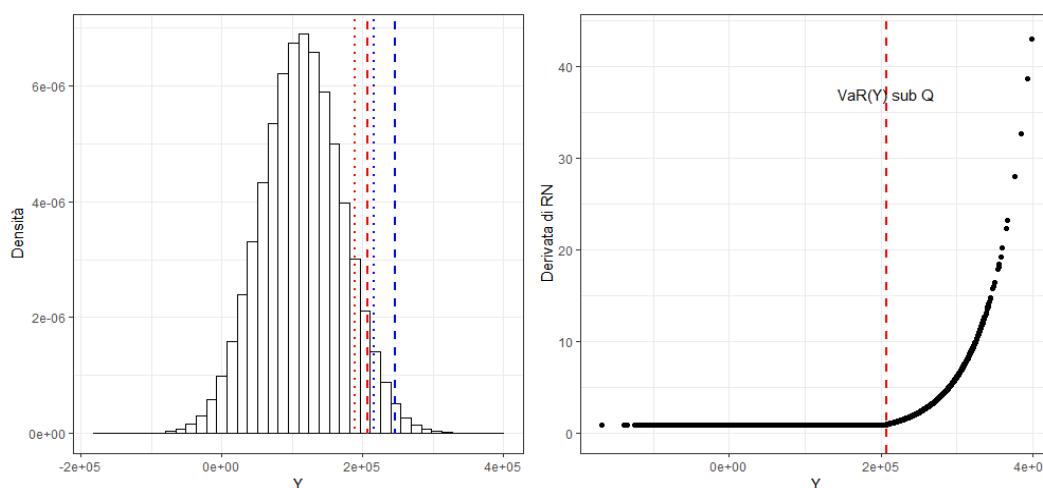 6e-06
4e-06
2e-06
0e+00
Densità
-2e+05
0e+00
2e+05
4e+05
Y
40
30
20
10
0
Derivata di RN
VaR(Y) sub Q
0e+00
2e+05
4e+0
Y